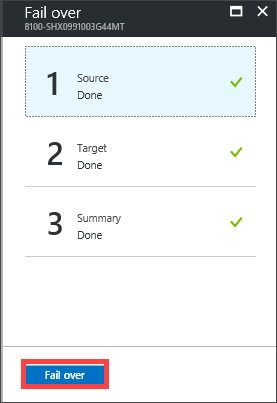 Fail over
8100-SHX0991003G44MT
1
Source
Done
2
Target
Done
3
Summary
Done
Fail over